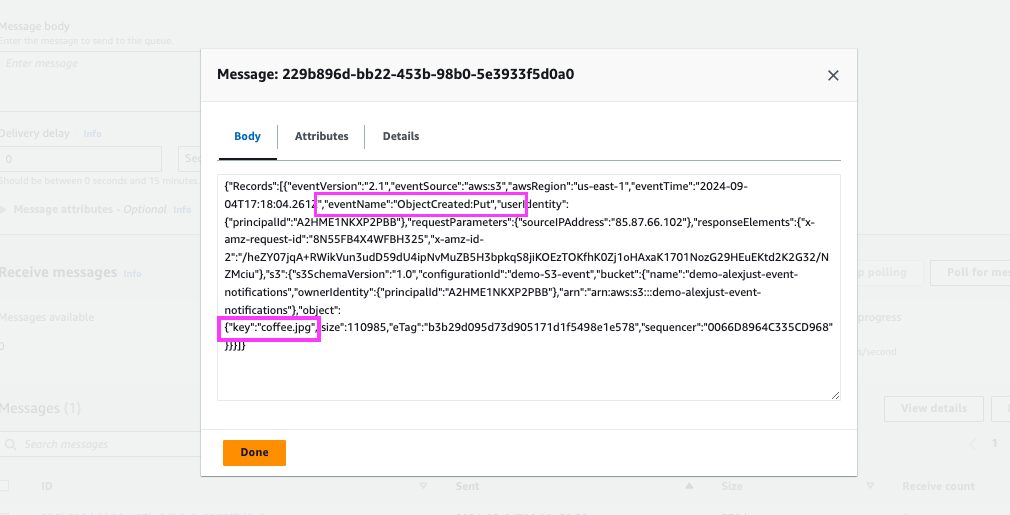 Message body
Enter the message to send to the queue.
Enter message
Message: 229b896d-bb22-453b-98b0-5e3933f5d0a0
Body
Attributes
Details
Delivery delay Info
0
Should be between 0 seconds and 15 minutes.
{"Records":[{"eventVersion":"2.1","eventSource":"aws:s3","awsRegion":"us-east-1","eventTime":"2024-09-
04T17:18:04.261Z","eventName":"ObjectCreated:Put","userIdentity":
{"principalId":"A2HME1NKXP2PBB"},"requestParameters":{"sourceIPAddress":"85.87.66.102"},"responseElements":{"x-
amz-request-id":"8N55FB4X4WFBH325","x-amz-id-
2":"/heZY07jqA+RWikVun3udD59dU4ipNvMuZB5H3bpkqS8jiKOEzTOKfhK0Zj1oHAxaK1701NozG29HEuEKtd2K2G32/N
ZMciu"},"s3":{"s3SchemaVersion":"1.0","configurationId":"demo-S3-event","bucket":{"name":"demo-alexjust-event-
notifications","ownerIdentity":{"principalId":"A2HME1NKXP2PBB"},"arn":"arn:aws:s3:::demo-alexjust-event-
notifications"},"object":
{"key":"coffee.jpg","size":110985,"eTag":"b3b29d095d73d905171d1f5498e1e578","sequencer":"0066D8964C335CD968"
}}}]}
Message attributes - Optional Info
Receive messages Info
polling
Poll for
Messages available
progress
0
/second
Messages (1)
View details
Search messages
1
Done
ID
Sent
Size
Receive count